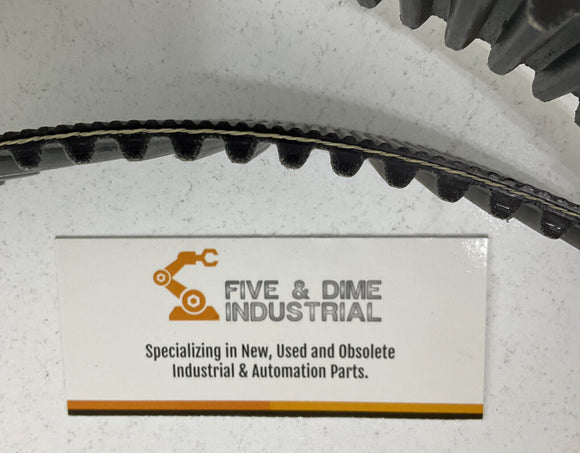 FIVE & DIME
INDUSTRIAL
Specializing in New, Used and Obsolete
Industrial & Automation Parts.